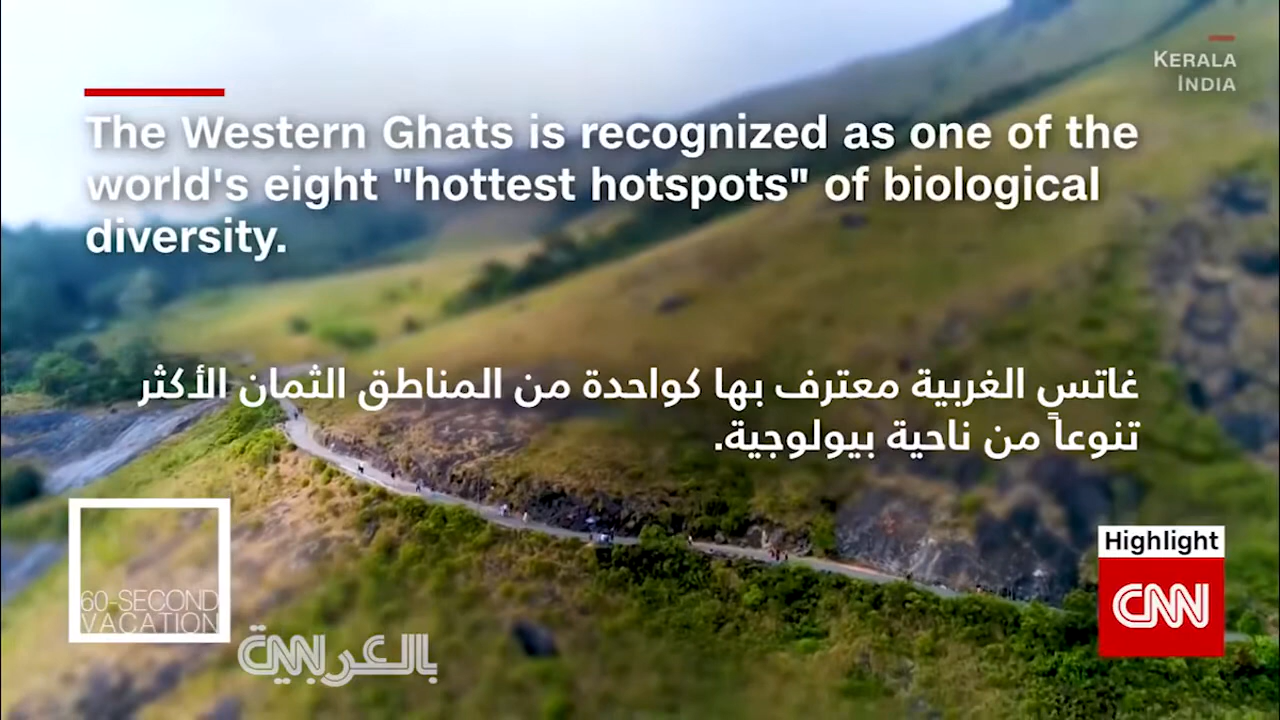 KERALA
INDIA
The Western Ghats is recognized as one of the
world's eight "hottest hotspots" of biological
diversity.
غاتسٍ الغربية معترف بها كواحدة من المناطق الثمان الأكثر
تنوعاً من ناحية بيولوجية.
60-SECOND
VACATION
CNN بالعربية
Highlight
CNN